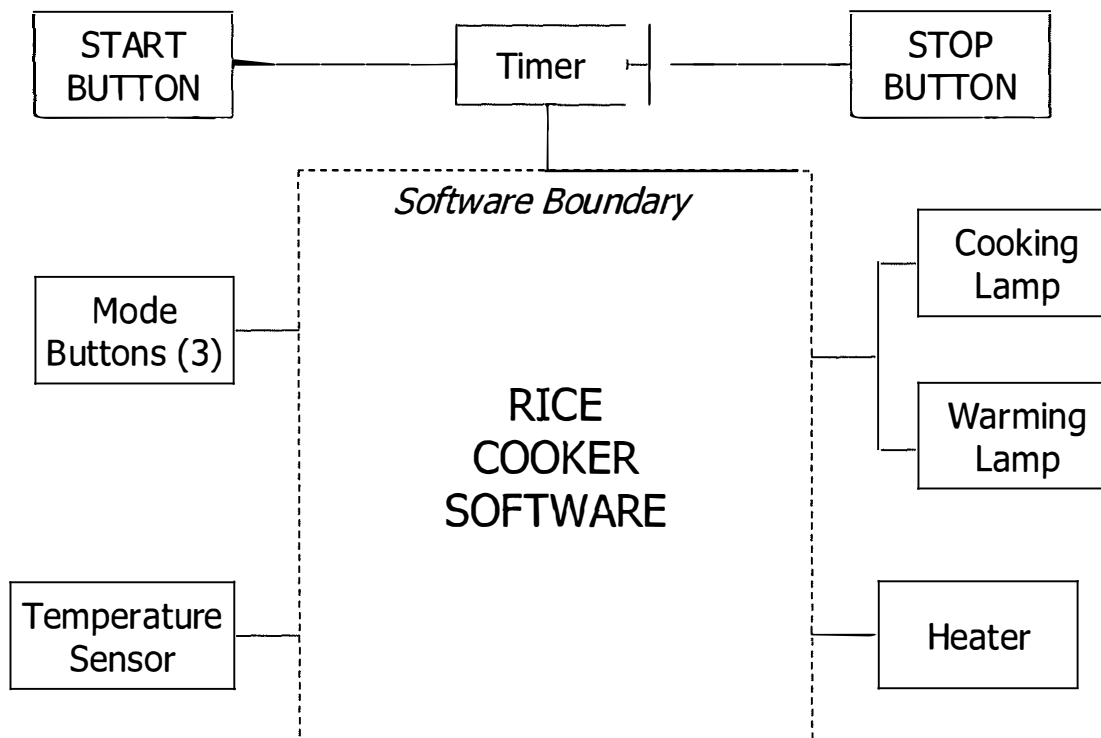 START
BUTTON
Timer
STOP
BUTTON
Software Boundary
Mode
Buttons (3)
Cooking
Lamp
RICE
COOKER
SOFTWARE
Warming
Lamp
Temperature
Sensor
Heater